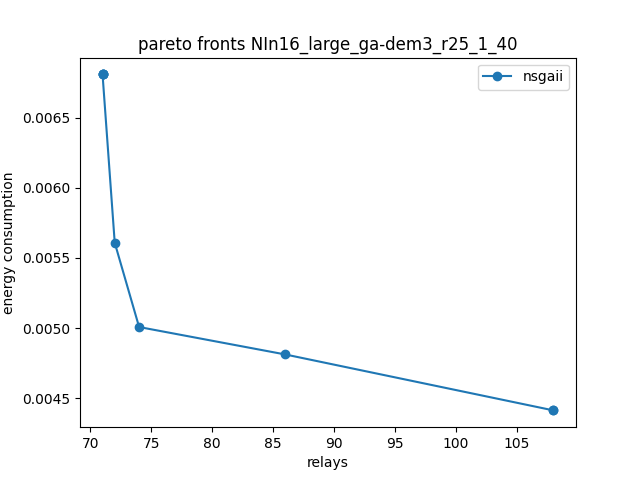 pareto fronts NIn16_large_ga-dem3_r25_1_40
nsgaii
energy consumption
0.0065
0.0060
0.0055
0.0050
0.0045
70 75 80 85 90 95 100 105
relays